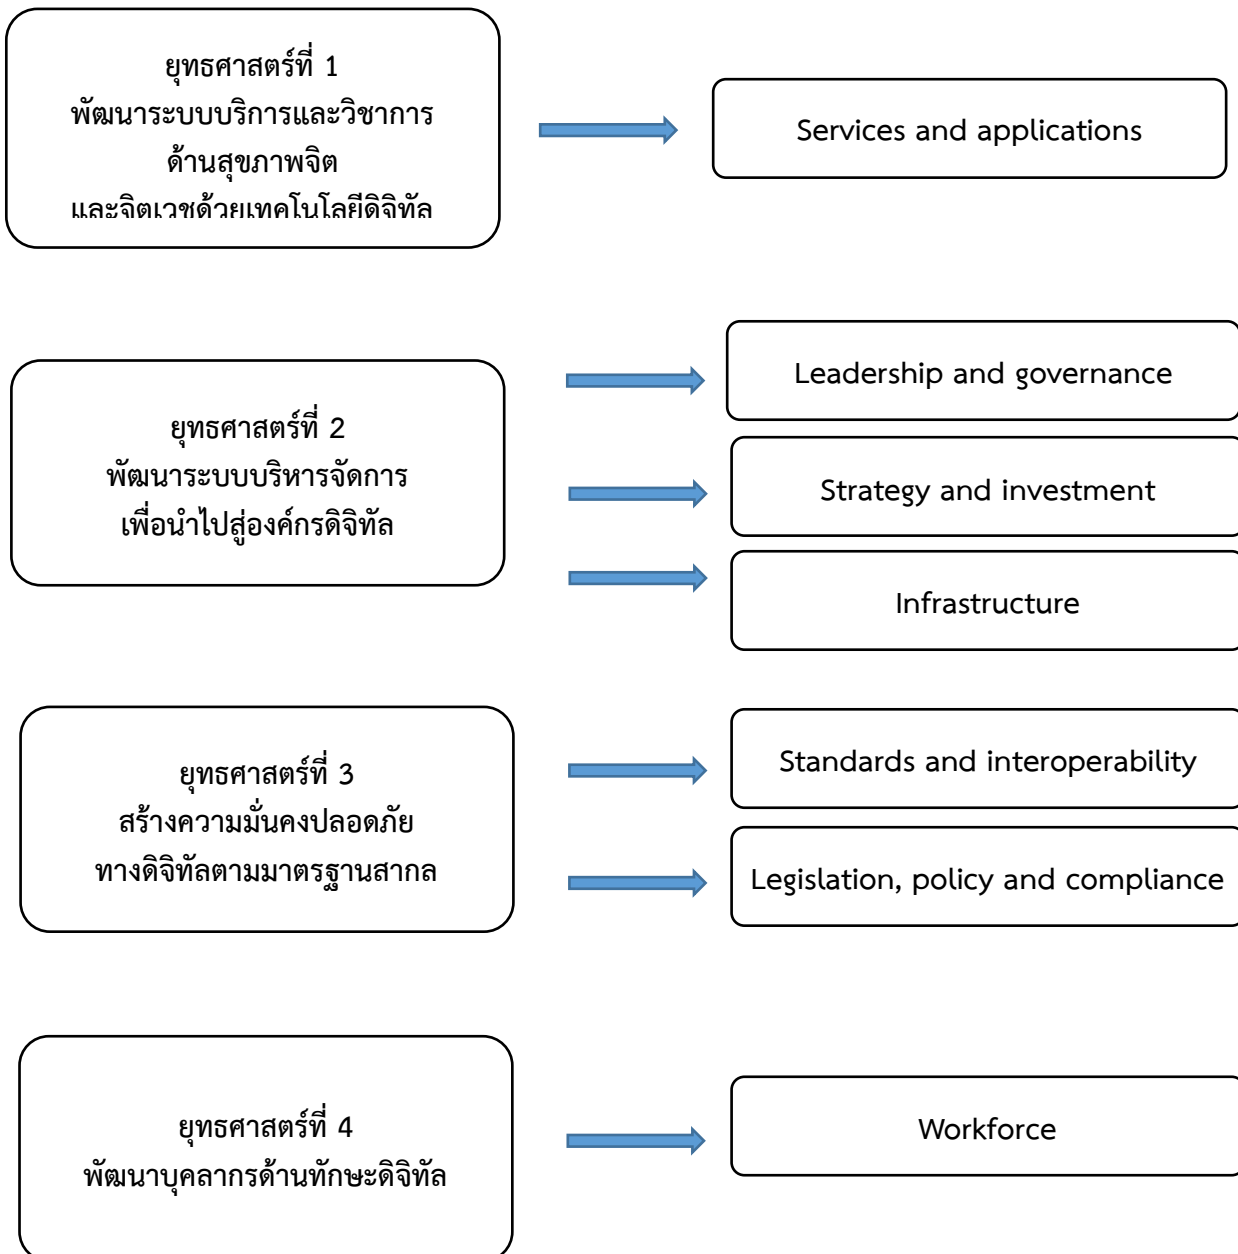 ยุทธศาสตร์ที่ 1
พัฒนาระบบบริการและวิชาการ
ด้านสุขภาพจิต
และจิตเวชด้วยเทคโนโลยีดิจิทัล
Services and applications
ยุทธศาสตร์ที่ 2
พัฒนาระบบบริหารจัดการ
เพื่อนำไปสู่องค์กรดิจิทัล
Leadership and governance
Strategy and investment
Infrastructure
ยุทธศาสตร์ที่ 3
สร้างความมั่นคงปลอดภัย
ทางดิจิทัลตามมาตรฐานสากล
Standards and interoperability
Legislation, policy and compliance
ยุทธศาสตร์ที่ 4
พัฒนาบุคลากรด้านทักษะดิจิทัล
Workforce